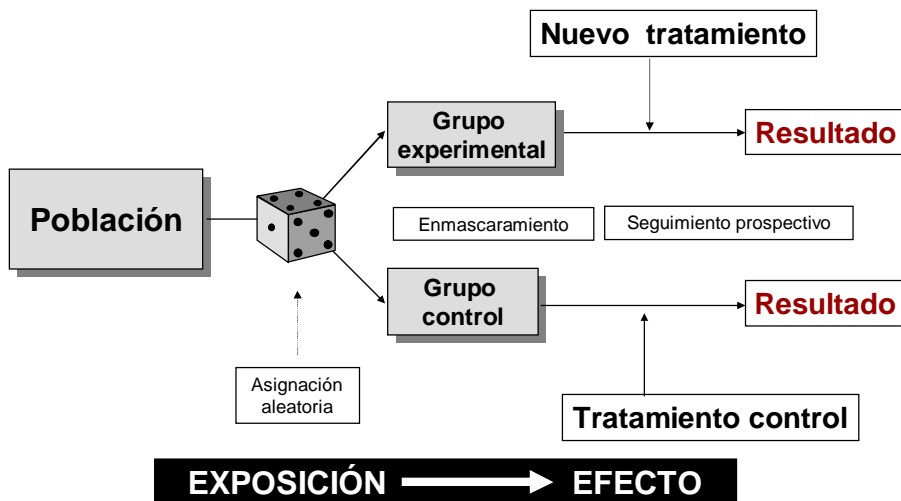 Nuevo tratamiento
Grupo
experimental
Resultado
Población
Enmascaramiento
Seguimiento prospectivo
Grupo
control
Resultado
Asignación
aleatoria
Tratamiento control
EXPOSICIÓN EFECTO